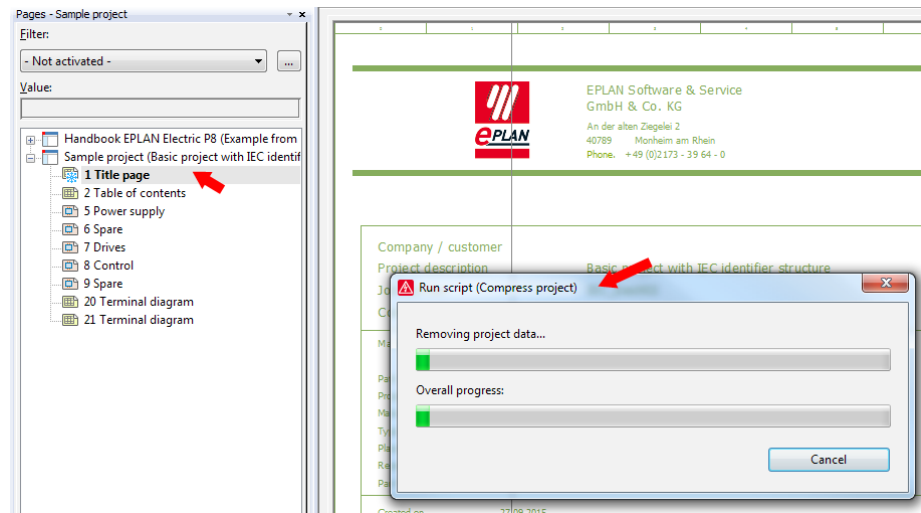 Pages - Sample project
Filter:
- Not activated -
...
Value:
Handbook EPLAN Electric P8 (Example from
Sample project (Basic project with IEC identif
1 Title page
2 Table of contents
5 Power supply
6 Spare
7 Drives
8 Control
9 Spare
20 Terminal diagram
21 Terminal diagram
ePLAN
EPLAN Software & Service
GmbH & Co. KG
An der alten Ziegelei 2
40789 Monheim am Rhein
Phone. +49 (0)2173 - 39 64 - 0
Company / customer
Project description
Basic project with IEC identifier structure
Run script (Compress project)
Removing project data...
Overall progress:
Cancel
Created on
27.09.2015